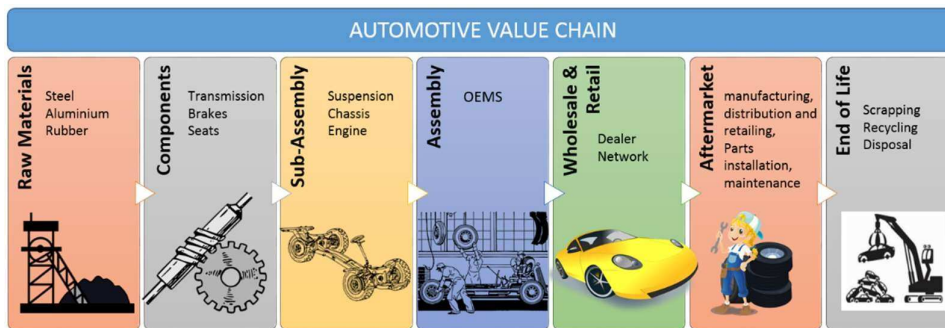 AUTOMOTIVE VALUE CHAIN
Raw Materials
Steel
Aluminium
Rubber
Components
Transmission
Brakes
Seats
Sub-Assembly
Suspension
Chassis
Engine
Assembly
OEMS
Wholesale &
Retail
Dealer
Network
Aftermarket
manufacturing,
distribution and
retailing,
Parts
installation,
maintenance
End of Life
Scrapping
Recycling
Disposal